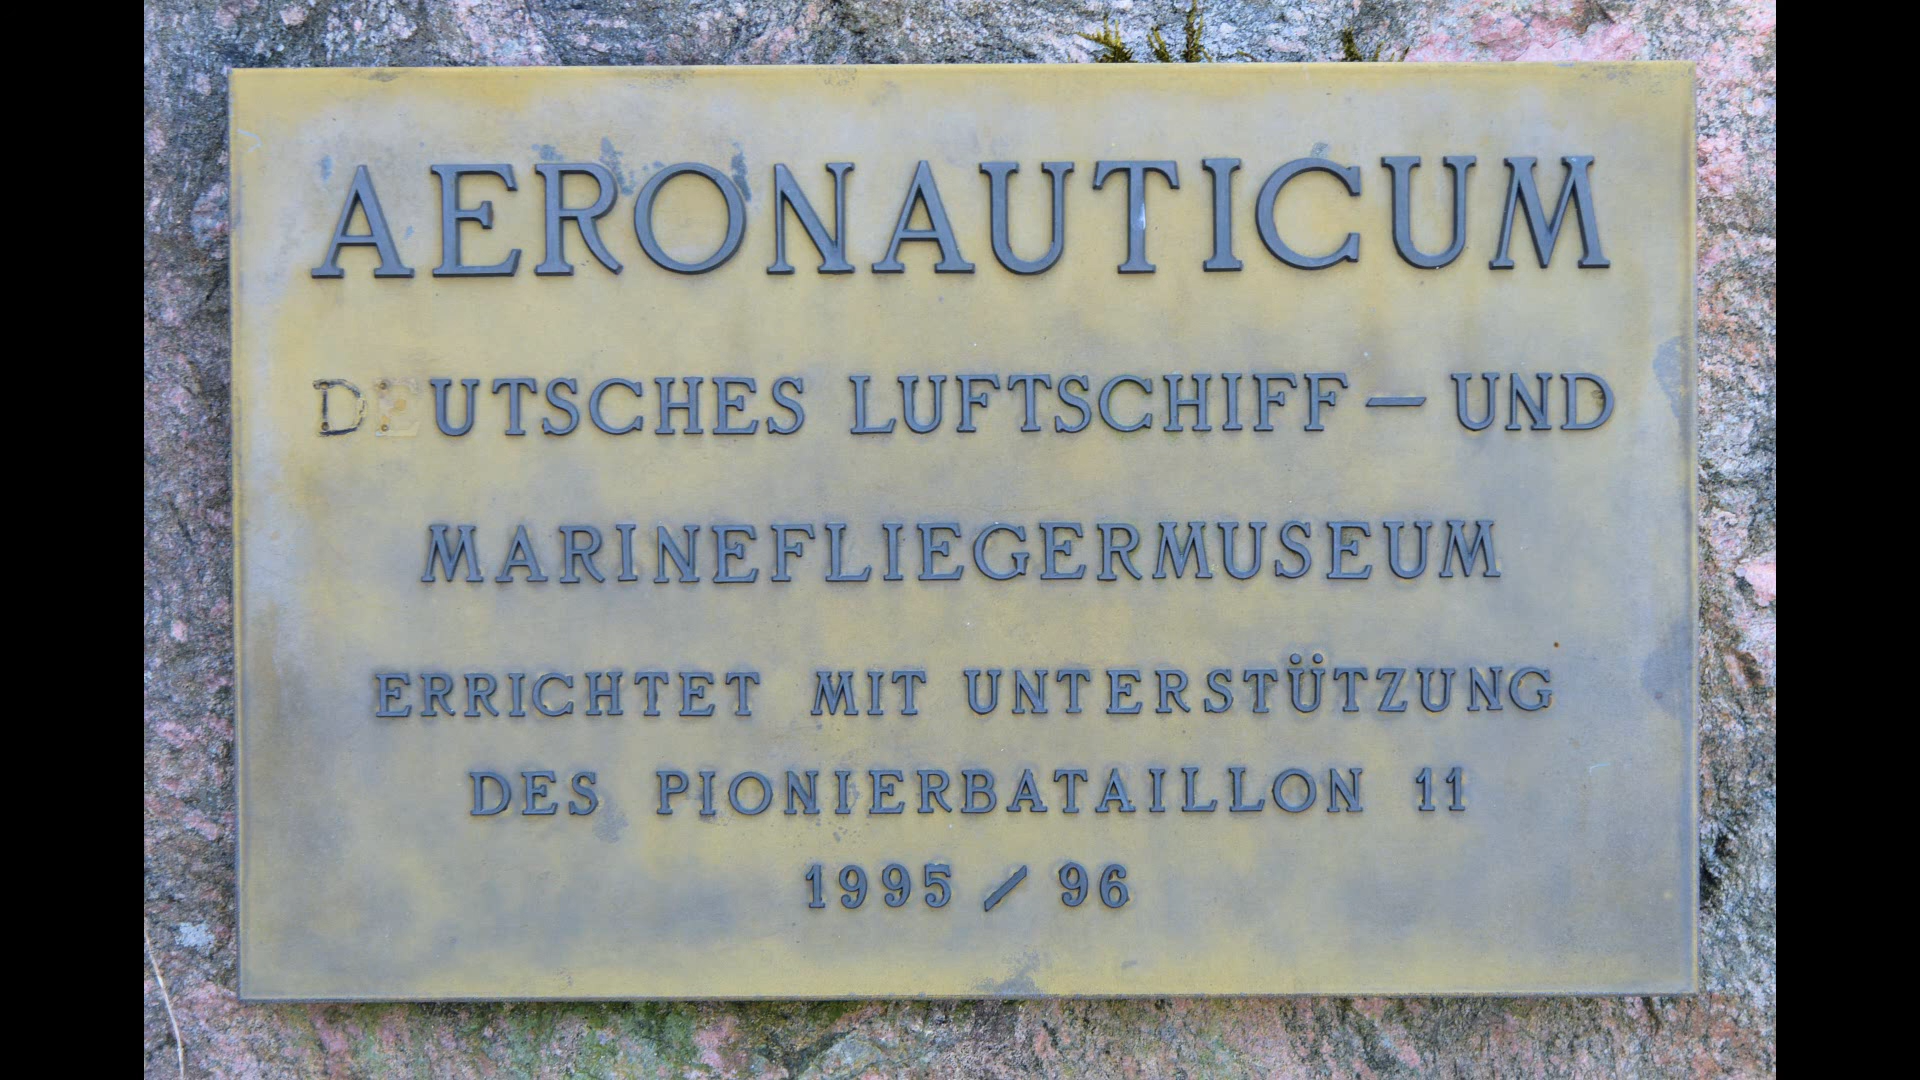 AERONAUTICUM
DEUTSCHES LUFTSCHIFF – UND
MARINEFLIEGERMUSEUM
ERRICHTET MIT UNTERSTÜTZUNG
DES PIONIERBATAILLON 11
1995 / 96